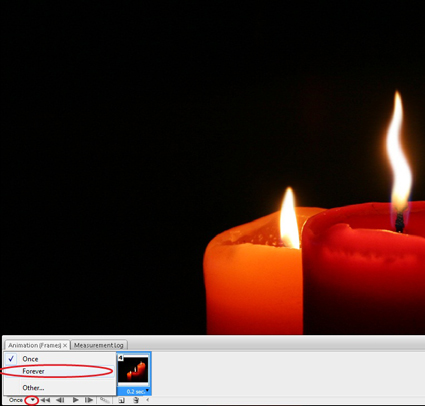 Animation (Frames) × Measurement Log
✓ Once
Forever
Other...
4
0.2 sec.
Once